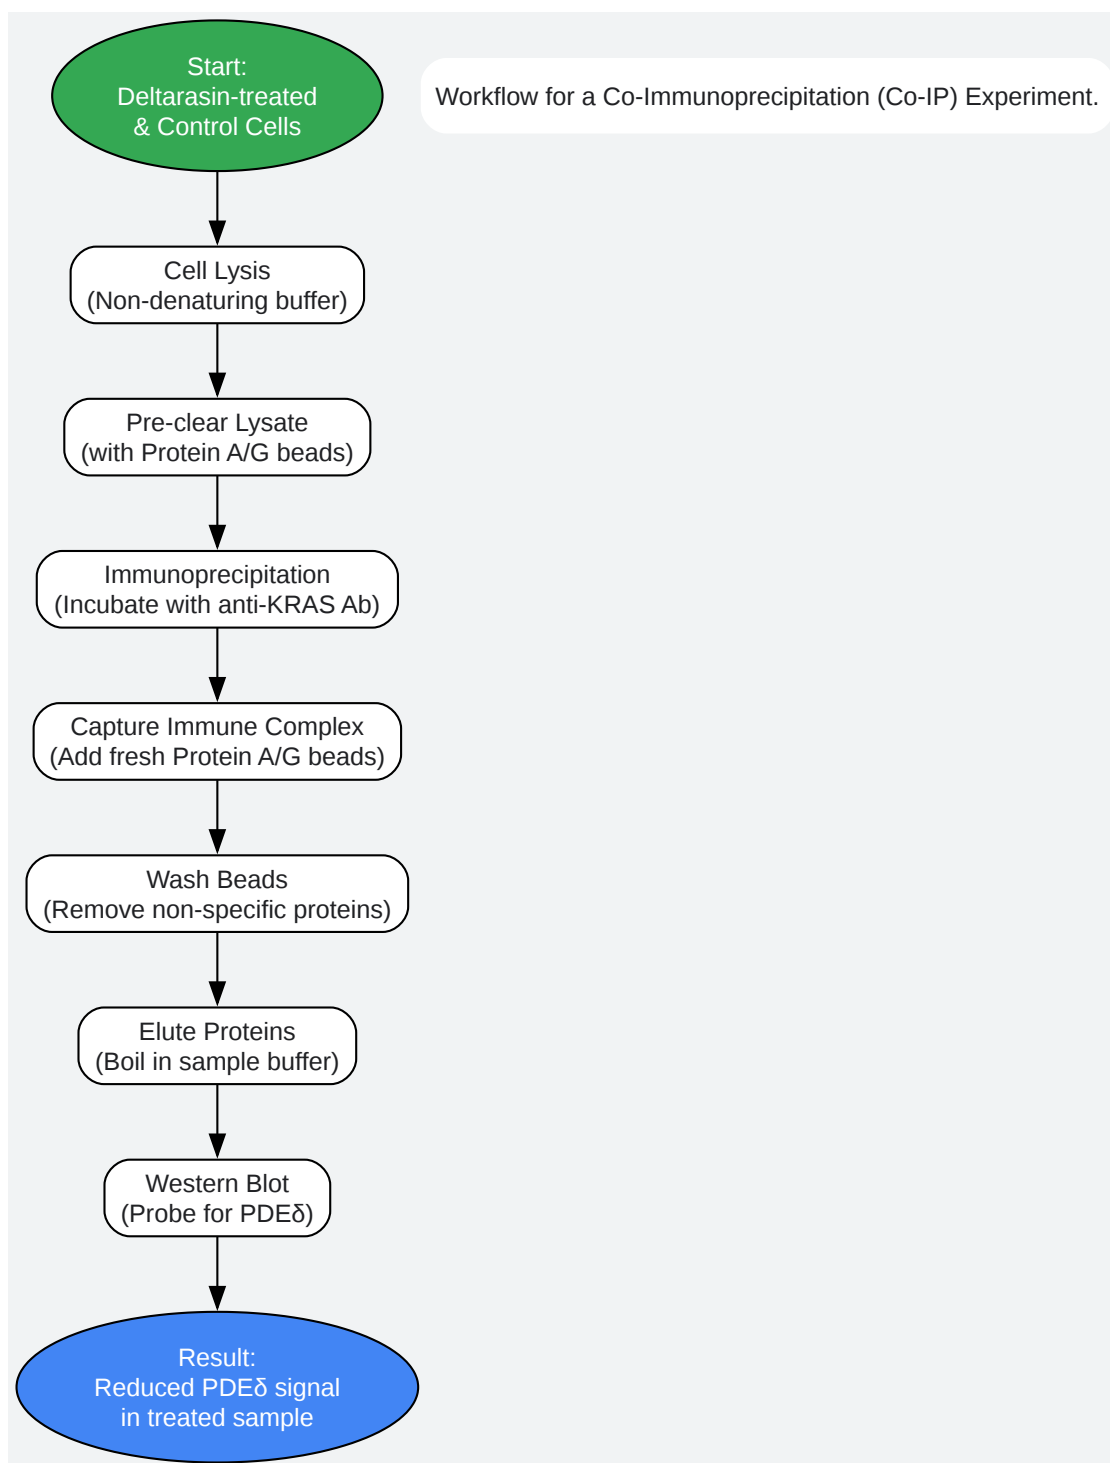 Start:
Deltarasin-treated
& Control Cells
Workflow for a Co-Immunoprecipitation (Co-IP) Experiment.
Cell Lysis
(Non-denaturing buffer)
Pre-clear Lysate
(with Protein A/G beads)
Immunoprecipitation
(Incubate with anti-KRAS Ab)
Capture Immune Complex
(Add fresh Protein A/G beads)
Wash Beads
(Remove non-specific proteins)
Elute Proteins
(Boil in sample buffer)
Western Blot
(Probe for PDEδ)
Result:
Reduced PDEδ signal
in treated sample